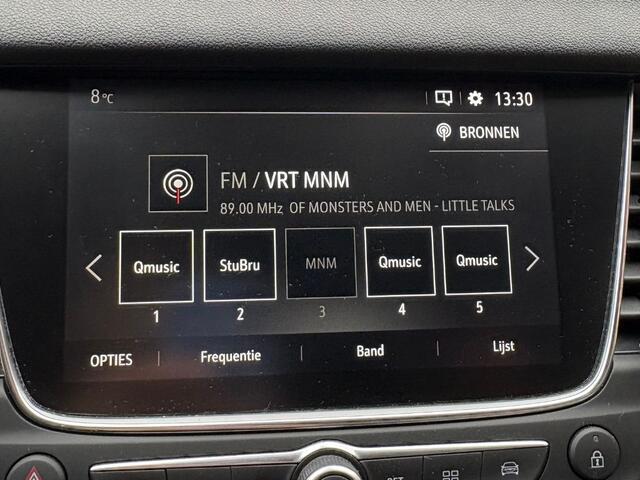 8°C 13:30
BRONNEN
FM / VRT MNM
89.00 MHz OF MONSTERS AND MEN - LITTLE TALKS
Qmusic StuBru MNM Qmusic Qmusic
1 2 3 4 5
OPTIES Frequentie Band Lijst